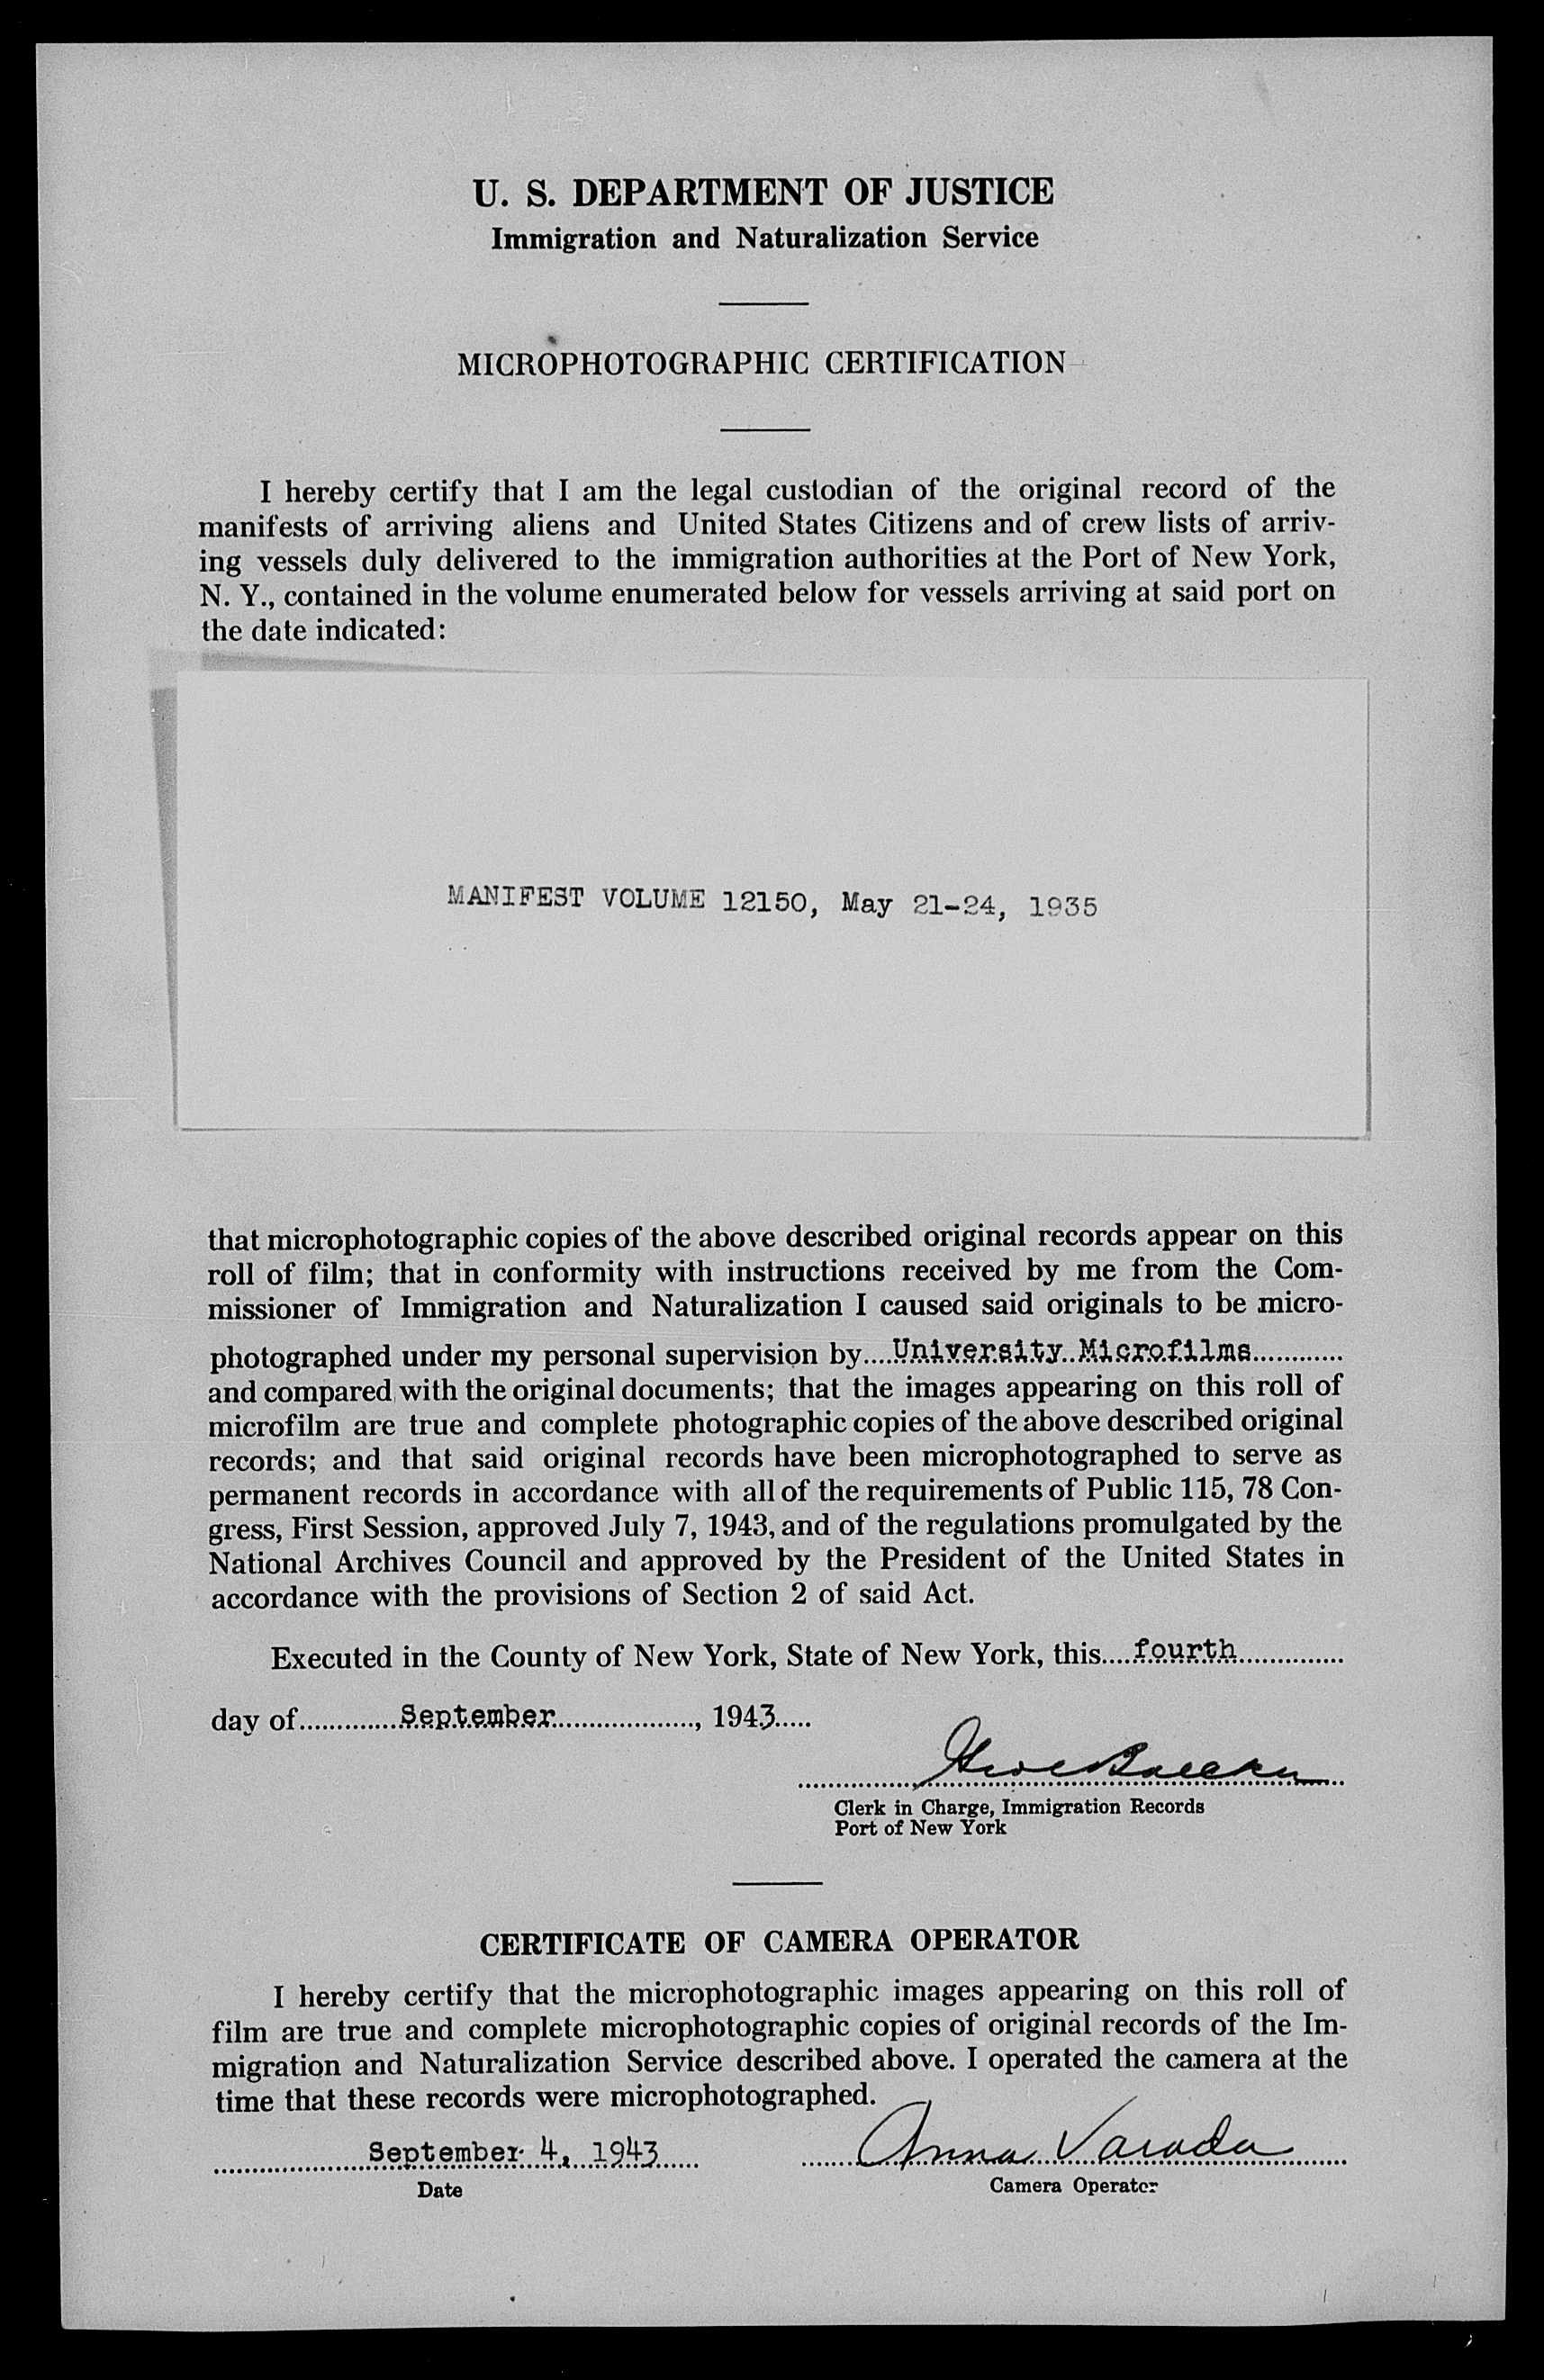 U. S. DEPARTMENT OF JUSTICE
Immigration and Naturalization Service
MICROPHOTOGRAPHIC CERTIFICATION
I hereby certify that I am the legal custodian of the original record of the
manifests of arriving aliens and United States Citizens and of crew lists of arriv-
ing vessels duly delivered to the immigration authorities at the Port of New York,
N. Y., contained in the volume enumerated below for vessels arriving at said port on
the date indicated:
MANIFEST VOLUME 12150, May 21-24, 1935
that microphotographic copies of the above described original records appear on this
roll of film; that in conformity with instructions received by me from the Com-
missioner of Immigration and Naturalization I caused said originals to be micro-
photographed under my personal supervision by....University Microfilms............
and compared with the original documents; that the images appearing on this roll of
microfilm are true and complete photographic copies of the above described original
records; and that said original records have been microphotographed to serve as
permanent records in accordance with all of the requirements of Public 115, 78 Con-
gress, First Session, approved July 7, 1943, and of the regulations promulgated by the
National Archives Council and approved by the President of the United States in
accordance with the provisions of Section 2 of said Act.
Executed in the County of New York, State of New York, this....fourth..............
day of.............September..................., 1943.....
Clerk in Charge, Immigration Records
Port of New York
CERTIFICATE OF CAMERA OPERATOR
I hereby certify that the microphotographic images appearing on this roll of
film are true and complete microphotographic copies of original records of the Im-
migration and Naturalization Service described above. I operated the camera at the
time that these records were microphotographed.
September 4, 1943 Anna Varada
Date Camera Operator